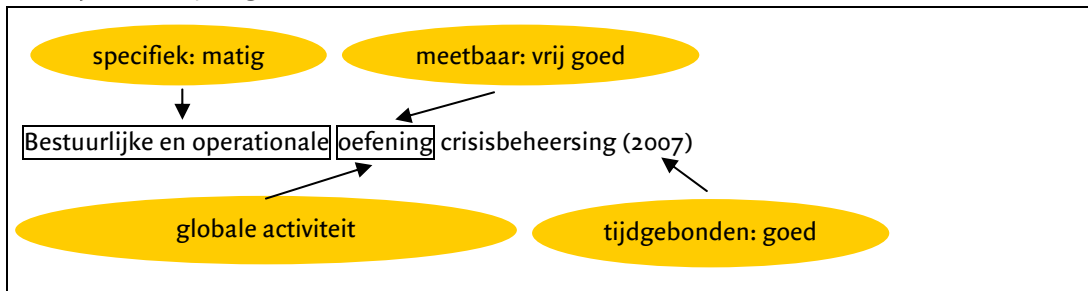 specifiek: matig
meetbaar: vrij goed
Bestuurlijke en operationale oefening crisisbeheersing (2007)
globale activiteit
tijdgebonden: goed